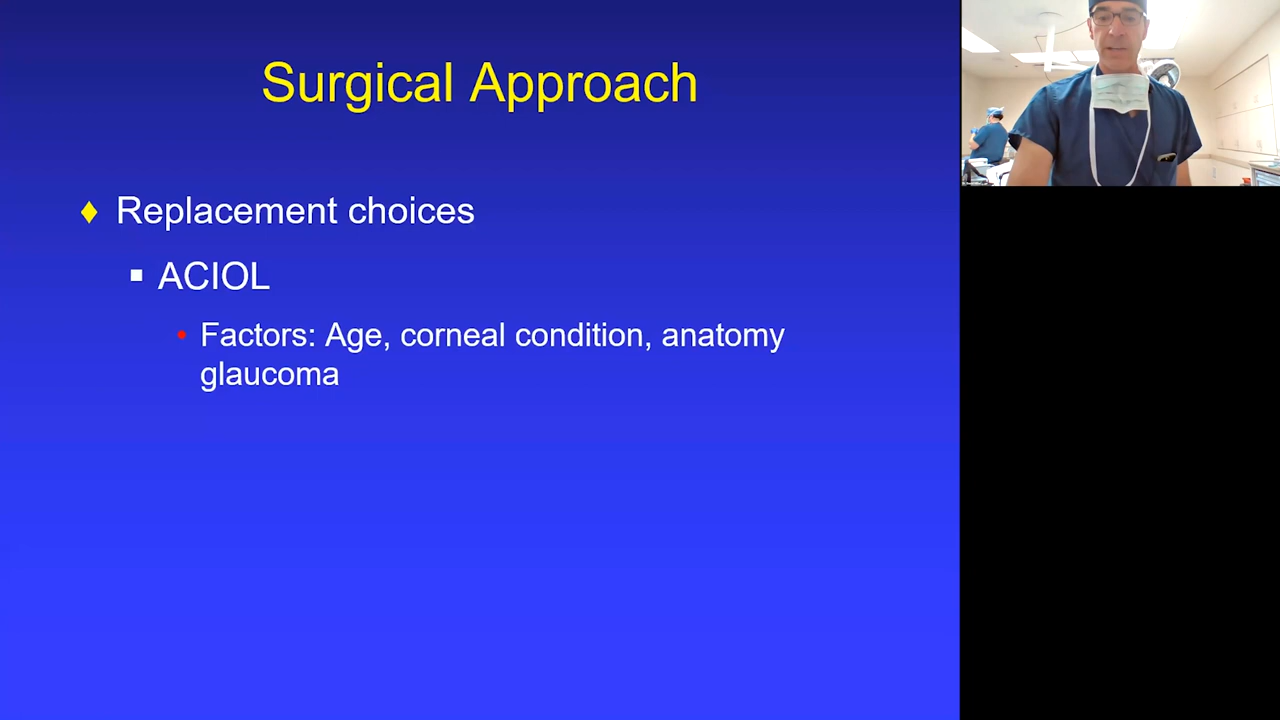 Surgical Approach
Replacement choices
ACIOL
Factors: Age, corneal condition, anatomy
glaucoma